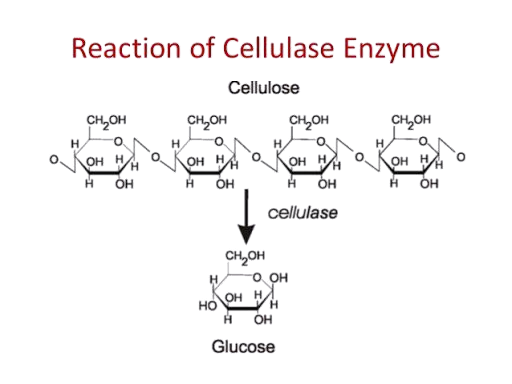 Reaction of Cellulase Enzyme
Cellulose
CH₂OH CH₂OH CH₂OH CH₂OH
O O O O
H H H H
O OH H H O OH H H O OH H H O OH H H O
H OH H OH H OH H OH
cellulase
CH₂OH
H O OH
HO OH H H
H OH
Glucose